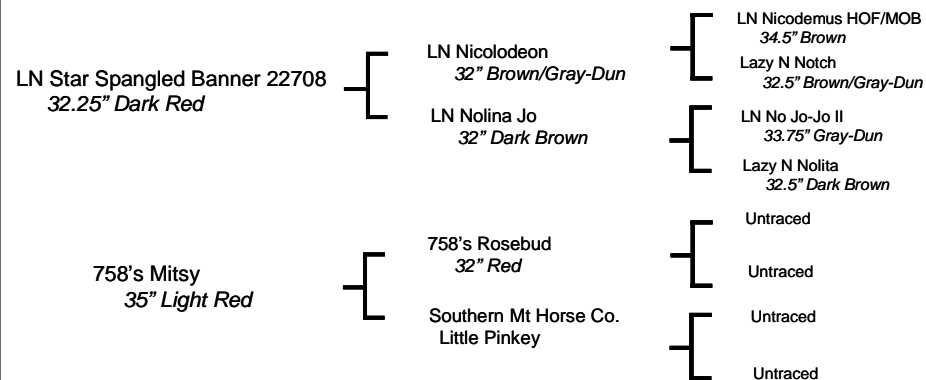 LN Star Spangled Banner 22708
32.25” Dark Red
LN Nicolodeon
32” Brown/Gray-Dun
LN Nicodemus HOF/MOB
34.5” Brown
Lazy N Notch
32.5” Brown/Gray-Dun
LN Nolina Jo
32” Dark Brown
LN No Jo-Jo II
33.75” Gray-Dun
Lazy N Nolita
32.5” Dark Brown
758’s Mitsy
35” Light Red
758’s Rosebud
32” Red
Untraced
Untraced
Southern Mt Horse Co.
Little Pinkey
Untraced
Untraced